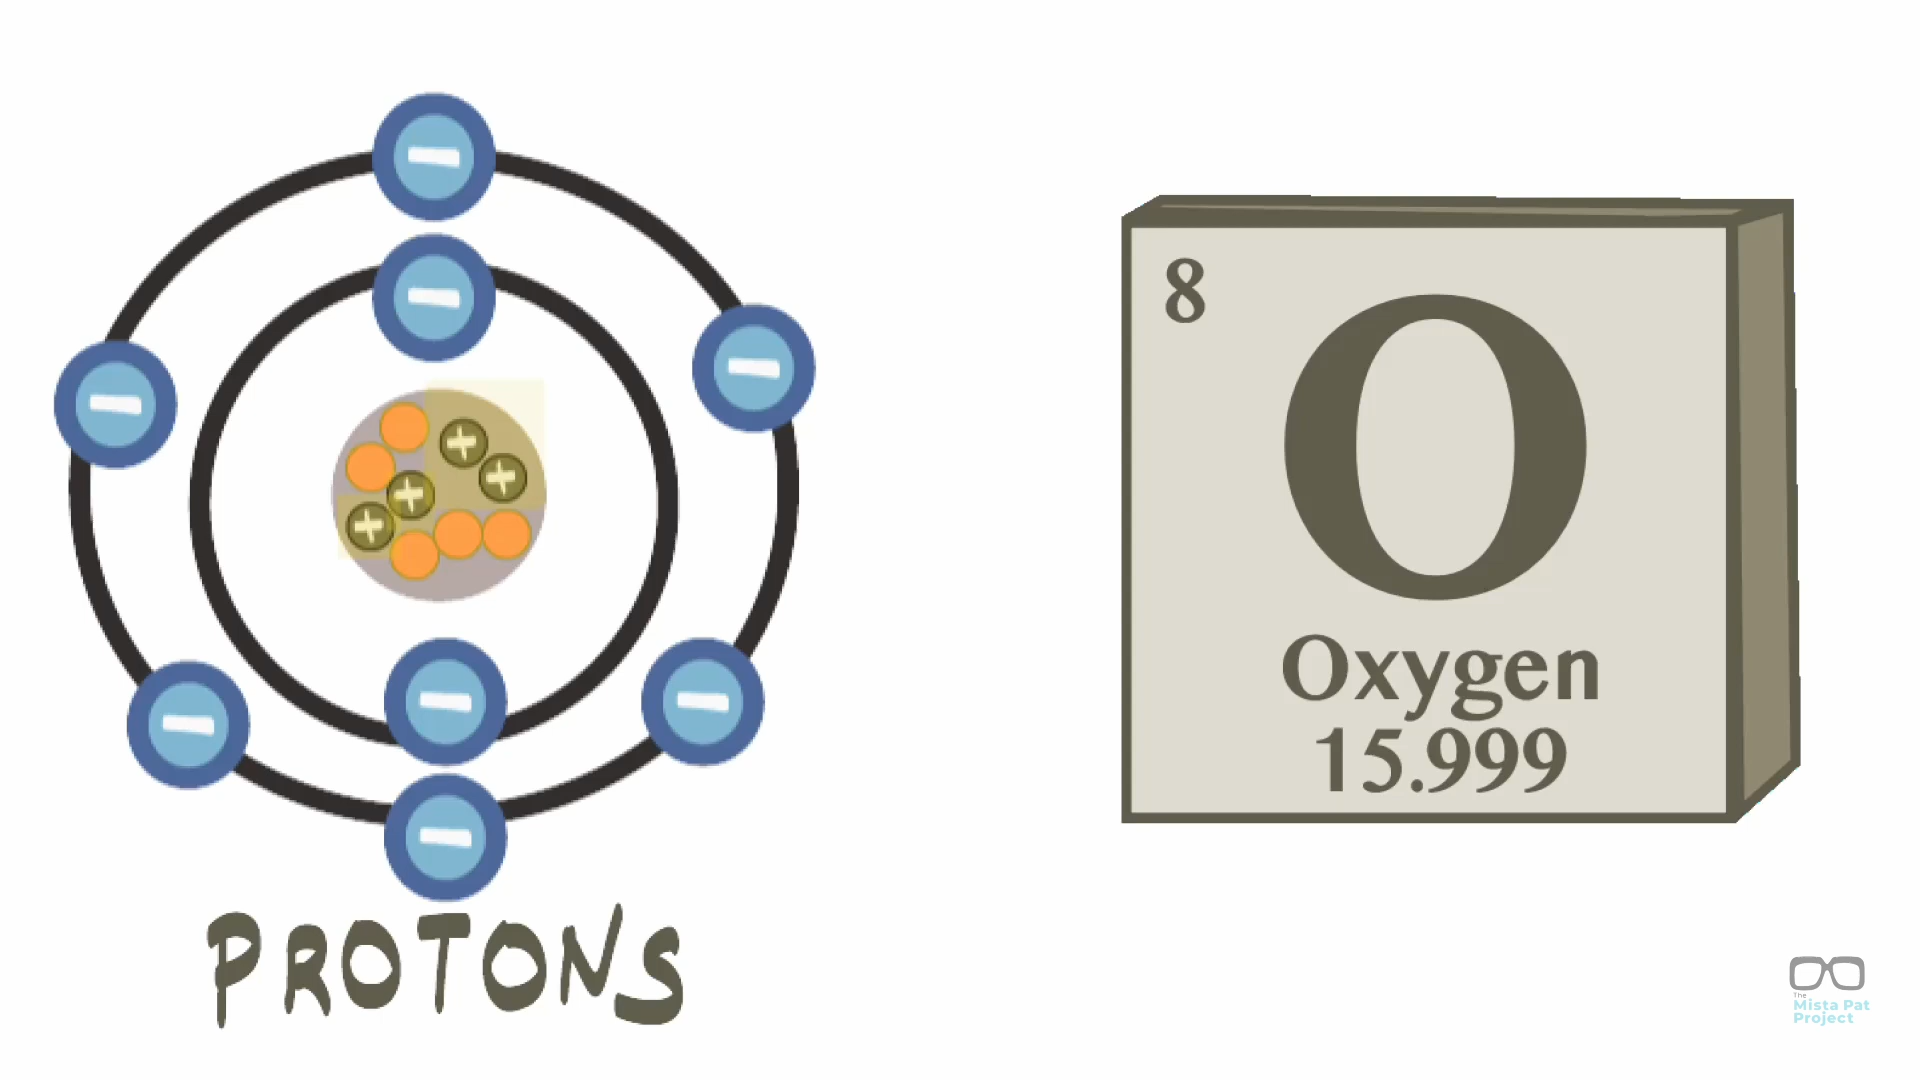 PROTONS
8
O
Oxygen
15.999
The
Mista Pat
Project